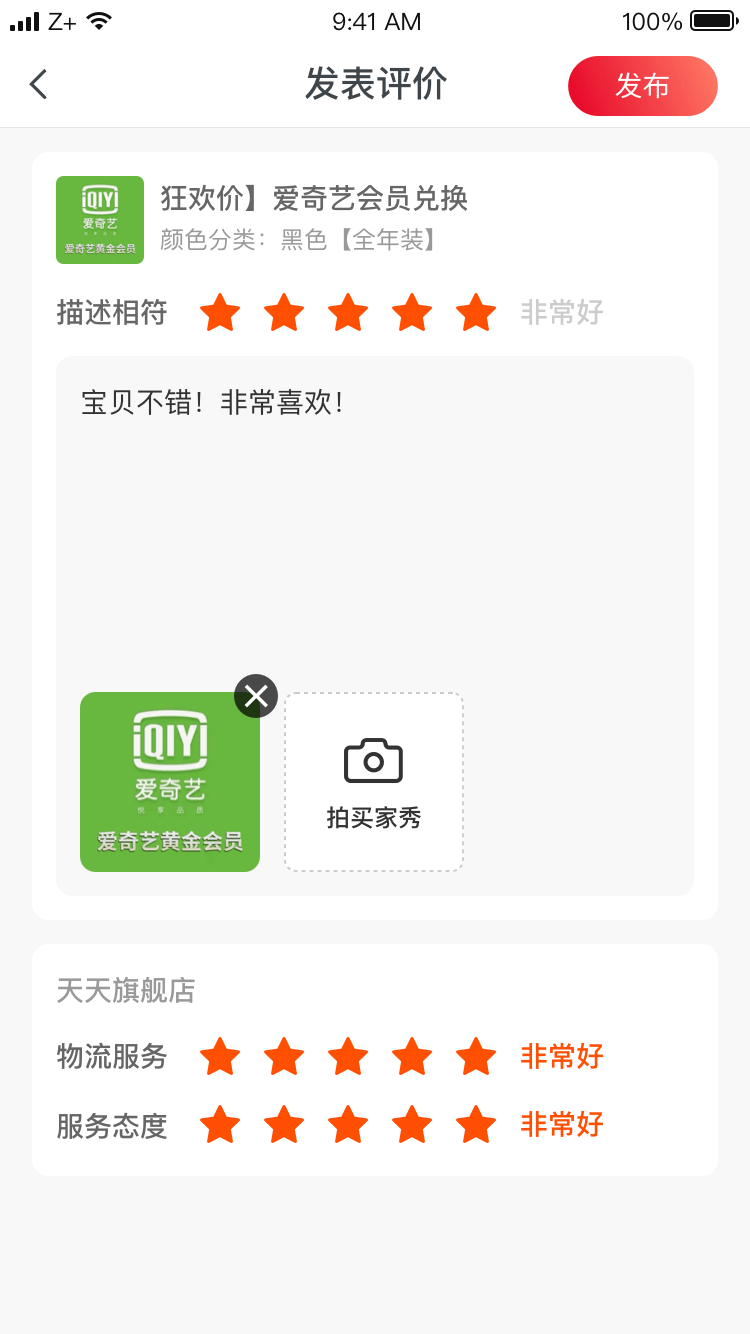 Z+ 9:41 AM 100%
发表评价
发布
iQIYI
爱奇艺
悦享品质
爱奇艺黄金会员
狂欢价】爱奇艺会员兑换
颜色分类：黑色【全年装】
描述相符 非常好
宝贝不错！非常喜欢！
iQIYI
爱奇艺
悦享品质
爱奇艺黄金会员
拍买家秀
天天旗舰店
物流服务 非常好
服务态度 非常好